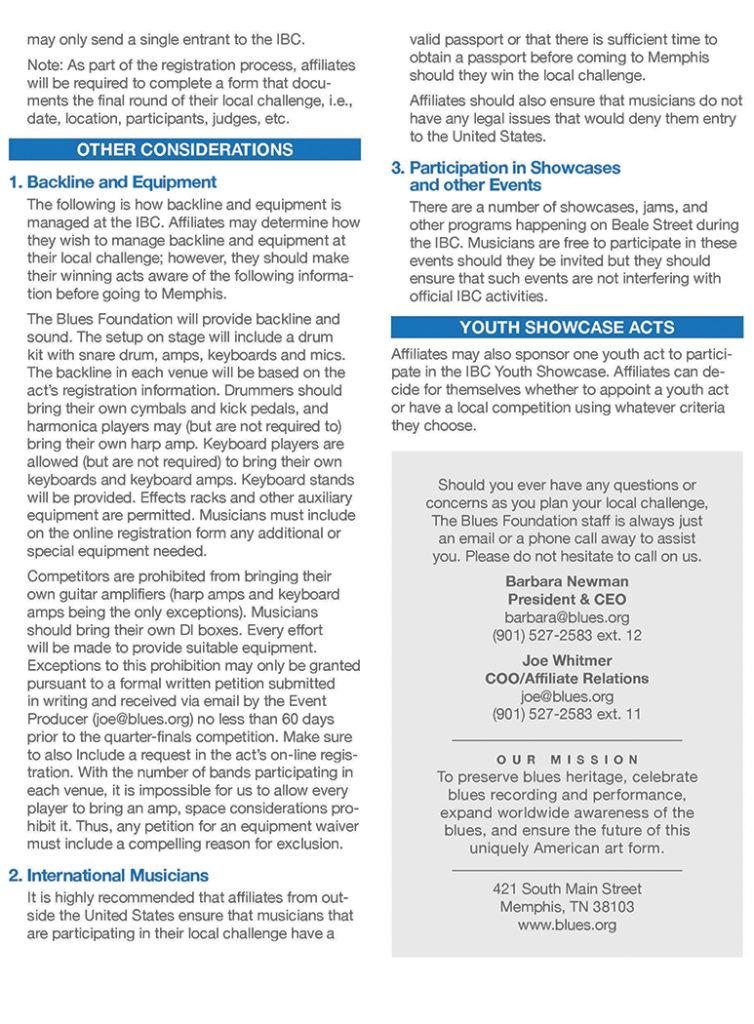 may only send a single entrant to the IBC.
Note: As part of the registration process, affiliates
will be required to complete a form that docu-
ments the final round of their local challenge, i.e.,
date, location, participants, judges, etc.
OTHER CONSIDERATIONS
1. Backline and Equipment
The following is how backline and equipment is
managed at the IBC. Affiliates may determine how
they wish to manage backline and equipment at
their local challenge; however, they should make
their winning acts aware of the following informa-
tion before going to Memphis.
The Blues Foundation will provide backline and
sound. The setup on stage will include a drum
kit with snare drum, amps, keyboards and mics.
The backline in each venue will be based on the
act's registration information. Drummers should
bring their own cymbals and kick pedals, and
harmonica players may (but are not required to)
bring their own harp amp. Keyboard players are
allowed (but are not required) to bring their own
keyboards and keyboard amps. Keyboard stands
will be provided. Effects racks and other auxiliary
equipment are permitted. Musicians must include
on the online registration form any additional or
special equipment needed.
Competitors are prohibited from bringing their
own guitar amplifiers (harp amps and keyboard
amps being the only exceptions). Musicians
should bring their own DI boxes. Every effort
will be made to provide suitable equipment.
Exceptions to this prohibition may only be granted
pursuant to a formal written petition submitted
in writing and received via email by the Event
Producer (joe@blues.org) no less than 60 days
prior to the quarter-finals competition. Make sure
to also Include a request in the act's on-line regis-
tration. With the number of bands participating in
each venue, it is impossible for us to allow every
player to bring an amp, space considerations pro-
hibit it. Thus, any petition for an equipment waiver
must include a compelling reason for exclusion.
2. International Musicians
It is highly recommended that affiliates from out-
side the United States ensure that musicians that
are participating in their local challenge have a
valid passport or that there is sufficient time to
obtain a passport before coming to Memphis
should they win the local challenge.
Affiliates should also ensure that musicians do not
have any legal issues that would deny them entry
to the United States.
3. Participation in Showcases
and other Events
There are a number of showcases, jams, and
other programs happening on Beale Street during
the IBC. Musicians are free to participate in these
events should they be invited but they should
ensure that such events are not interfering with
official IBC activities.
YOUTH SHOWCASE ACTS
Affiliates may also sponsor one youth act to partici-
pate in the IBC Youth Showcase. Affiliates can de-
cide for themselves whether to appoint a youth act
or have a local competition using whatever criteria
they choose.
Should you ever have any questions or
concerns as you plan your local challenge,
The Blues Foundation staff is always just
an email or a phone call away to assist
you. Please do not hesitate to call on us.
Barbara Newman
President & CEO
barbara@blues.org
(901) 527-2583 ext. 12
Joe Whitmer
COO/Affiliate Relations
joe@blues.org
(901) 527-2583 ext. 11
OUR MISSION
To preserve blues heritage, celebrate
blues recording and performance,
expand worldwide awareness of the
blues, and ensure the future of this
uniquely American art form.
421 South Main Street
Memphis, TN 38103
www.blues.org